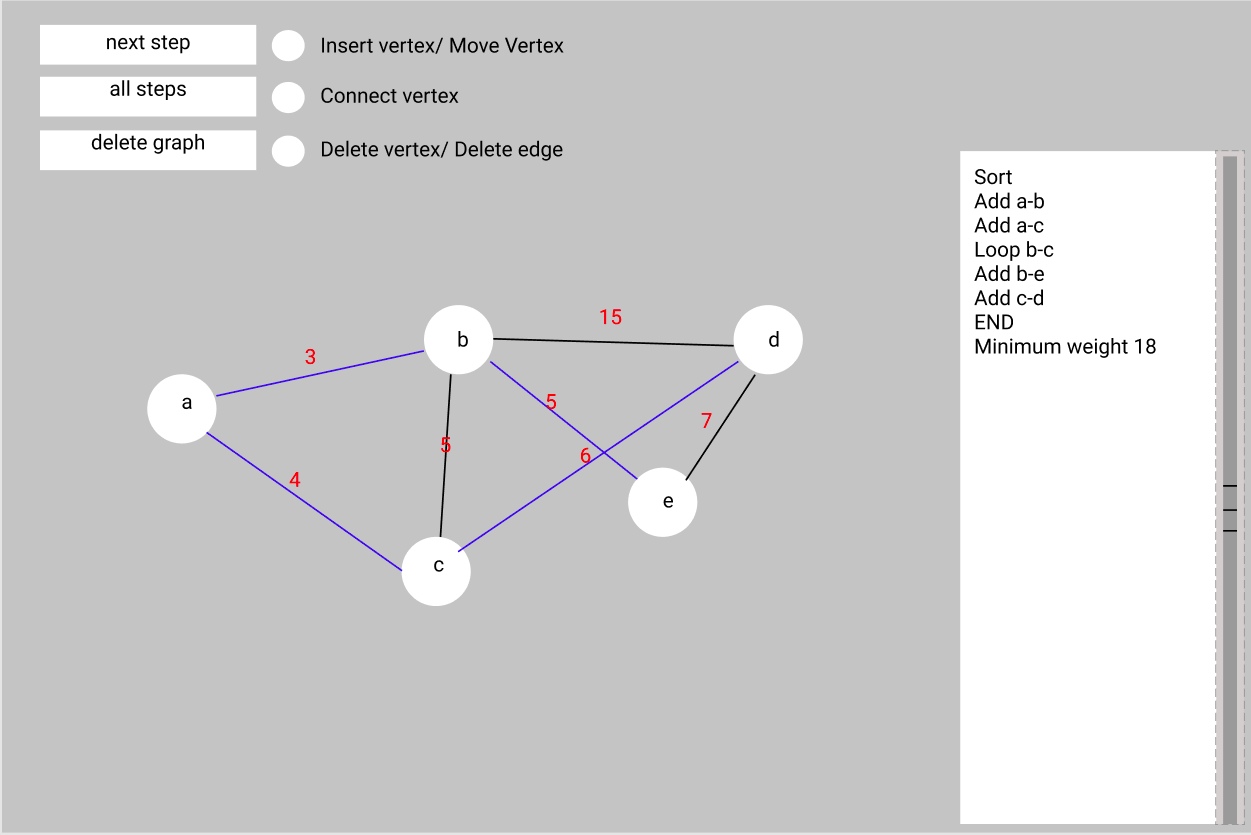 next step
Insert vertex/ Move Vertex
all steps
Connect vertex
delete graph
Delete vertex/ Delete edge
Sort
Add a-b
Add a-c
Loop b-c
Add b-e
Add c-d
END
Minimum weight 18
15
b
d
3
a
5
7
5
6
4
e
c